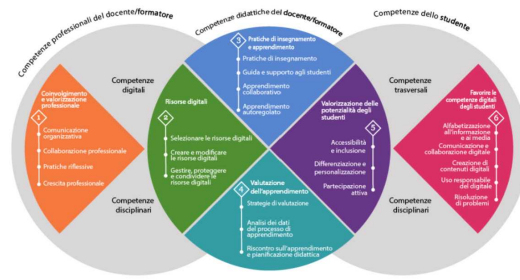 Competenze professionali del docente/formatore
Competenze didattiche del docente/formatore
Competenze dello studente
Competenze
digitali
Competenze
disciplinari
Competenze
trasversali
Competenze
disciplinari
1
Coinvolgimento
e valorizzazione
professionale
Comunicazione
organizzativa
Collaborazione professionale
Pratiche riflessive
Crescita professionale
2
Risorse digitali
Selezionare le risorse digitali
Creare e modificare
le risorse digitali
Gestire, proteggere
e condividere le
risorse digitali
3
Pratiche di insegnamento
e apprendimento
Pratiche di insegnamento
Guida e supporto agli studenti
Apprendimento
collaborativo
Apprendimento
autoregolato
4
Valutazione
dell'apprendimento
Strategie di valutazione
Analisi dei dati
del processo di
apprendimento
Riscontro sull'apprendimento
e pianificazione didattica
Valorizzazione delle
potenzialità degli
studenti
5
Accessibilità
e inclusione
Differenziazione e
personalizzazione
Partecipazione
attiva
Favorire le
competenze digitali
degli studenti
6
Alfabetizzazione
all'informazione
e ai media
Comunicazione e
collaborazione digitale
Creazione di
contenuti digitali
Uso responsabile
del digitale
Risoluzione
di problemi